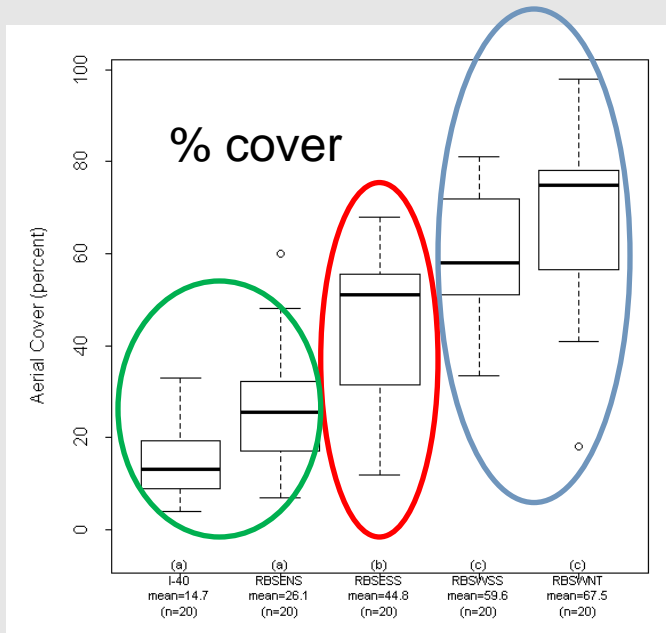 % cover
Aerial Cover (percent)
100
80
60
40
20
0
(a) (a) (b) (c) (c)
I-40 RBSENS RBSESS RBSWSS RBSWNT
mean=14.7 mean=26.1 mean=44.8 mean=59.6 mean=67.5
(n=20) (n=20) (n=20) (n=20) (n=20)